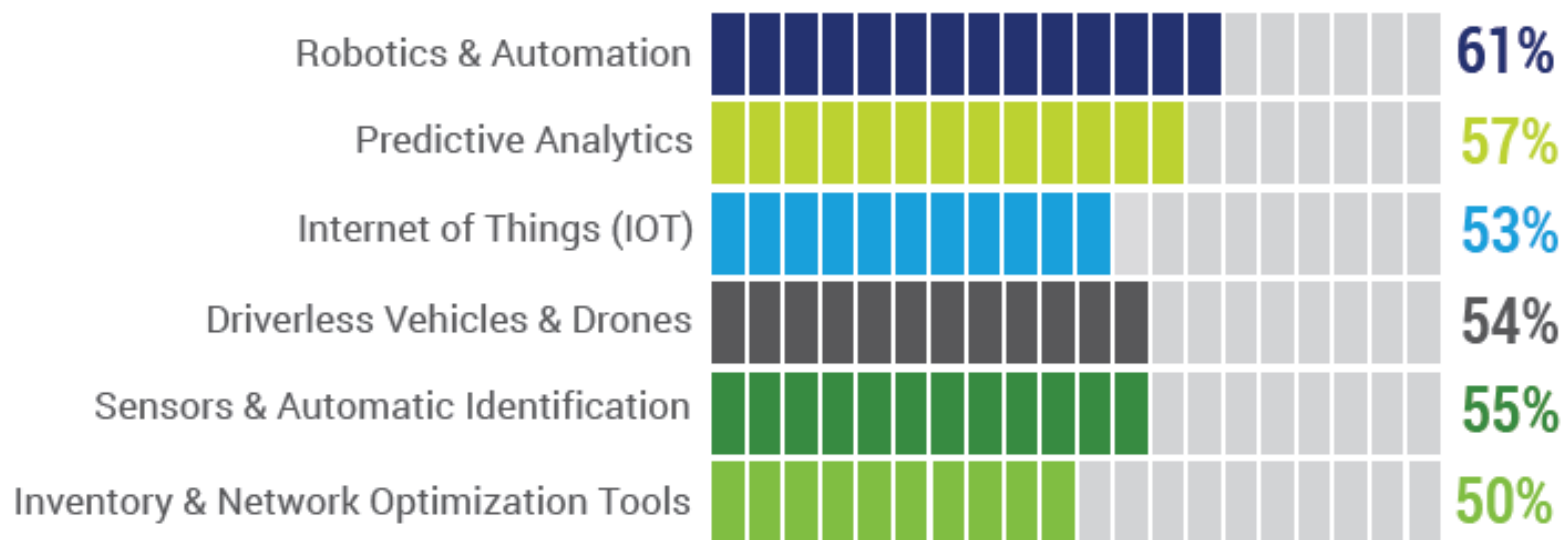 Robotics & Automation 61%
Predictive Analytics 57%
Internet of Things (IOT) 53%
Driverless Vehicles & Drones 54%
Sensors & Automatic Identification 55%
Inventory & Network Optimization Tools 50%